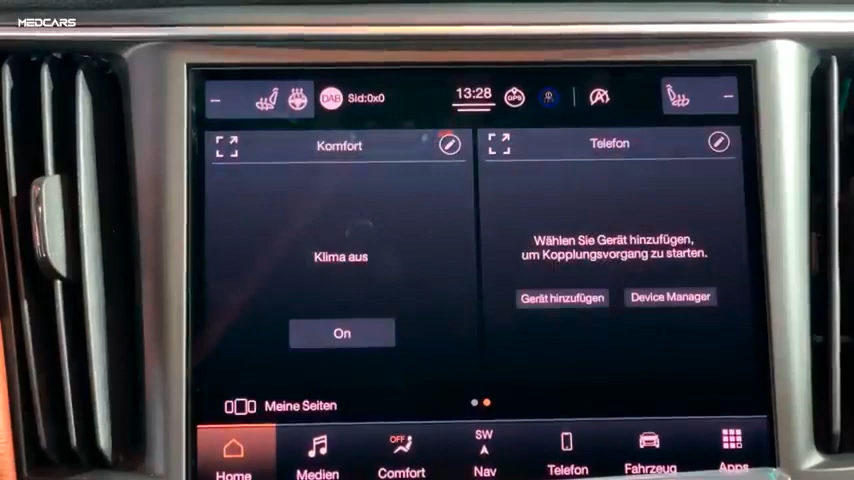 MEDCARS
DAB Sid:0x0
13:28
GPS
Komfort
Telefon
Klima aus
On
Wählen Sie Gerät hinzufügen,
um Kopplungsvorgang zu starten.
Gerät hinzufügen
Device Manager
Meine Seiten
Home
Medien
OFF
Comfort
SW
Nav
Telefon
Fahrzeug
Apps